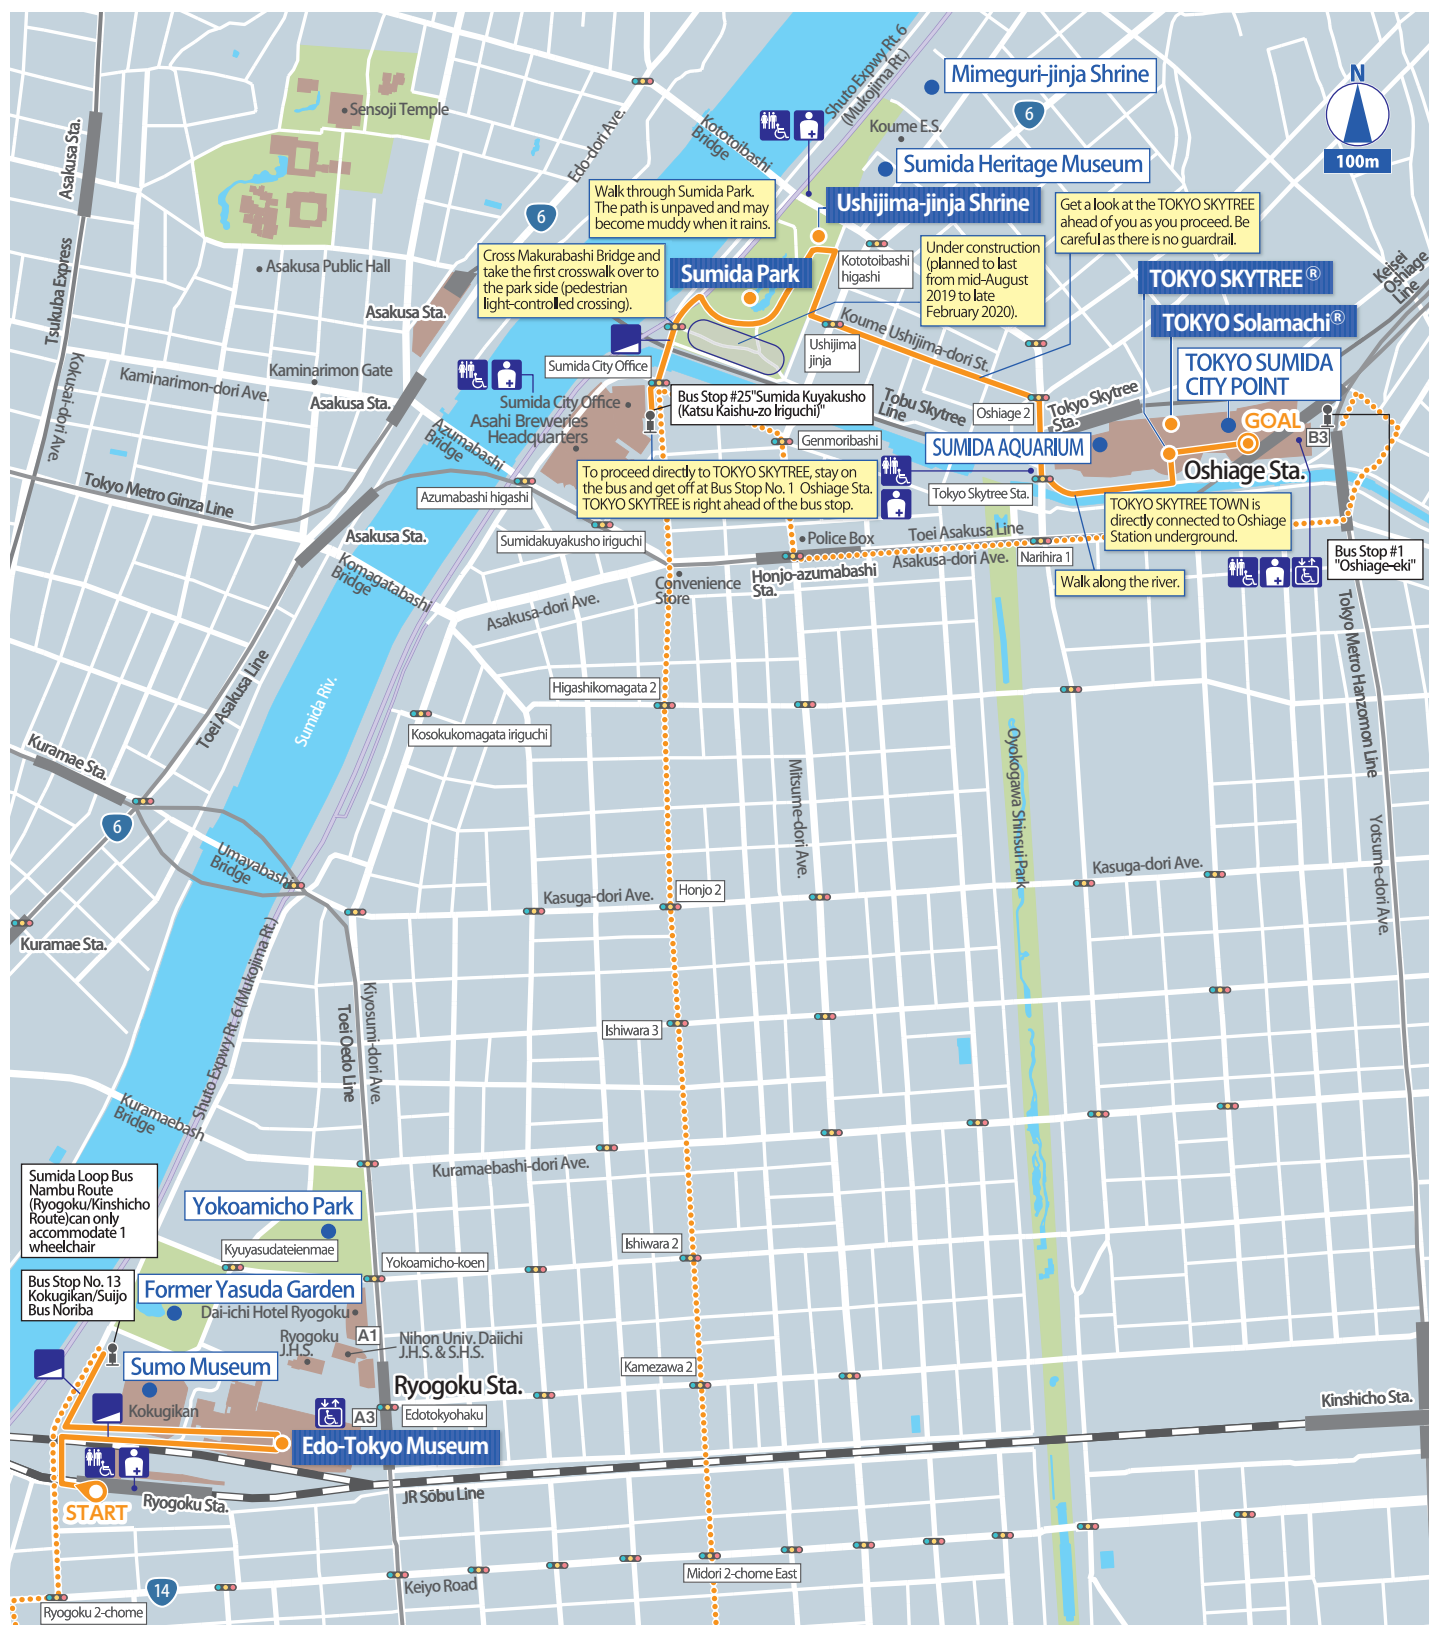 Mimeguri-jinja Shrine
N
100m
6
Shuto Expwy Rt. 6
(Mukojima Rt.)
Koume E.S.
Sensoji Temple
Asakusa Sta.
Edo-dori Ave.
Kototoibashi
Bridge
Sumida Heritage Museum
Walk through Sumida Park.
The path is unpaved and may
become muddy when it rains.
Ushijima-jinja Shrine
Get a look at the TOKYO SKYTREE
ahead of you as you proceed. Be
careful as there is no guardrail.
6
Cross Makurabashi Bridge and
take the first crosswalk over to
the park side (pedestrian
light-controlled crossing).
Sumida Park
Kototoibashi
higashi
Under construction
(planned to last
from mid-August
2019 to late
February 2020).
TOKYO SKYTREE®
Keisei
Oshiage
Line
Asakusa Public Hall
Tsukuba Express
Asakusa Sta.
TOKYO Solamachi®
Koume Ushijima-dori St.
Ushijima
jinja
TOKYO SUMIDA
CITY POINT
Sumida City Office
Kokusai-dori Ave.
Kaminarimon-dori Ave.
Kaminarimon Gate
Asakusa Sta.
Sumida City Office
Asahi Breweries
Headquarters
Bus Stop #25"Sumida Kuyakusho
(Katsu Kaishu-zo Iriguchi)"
Tobu Skytree
Line
Oshiage 2
Tokyo Skytree
Sta.
GOAL
B3
Azumabashi
Bridge
Genmoribashi
SUMIDA AQUARIUM
Oshiage Sta.
To proceed directly to TOKYO SKYTREE, stay on
the bus and get off at Bus Stop No. 1 Oshiage Sta.
TOKYO SKYTREE is right ahead of the bus stop.
Tokyo Metro Ginza Line
Azumabashi higashi
Tokyo Skytree Sta.
TOKYO SKYTREE TOWN is
directly connected to Oshiage
Station underground.
Asakusa Sta.
Sumidakuyakusho iriguchi
Police Box
Toei Asakusa Line
Asakusa-dori Ave.
Narihira 1
Bus Stop #1
"Oshiage-eki"
Komagatabashi
Bridge
Convenience
Store
Honjo-azumabashi
Sta.
Walk along the river.
Asakusa-dori Ave.
Tokyo Metro Hanzomon Line
Toei Asakusa Line
Sumida Riv.
Higashikomagata 2
Kosokukomagata iriguchi
Kuramae Sta.
6
Oyokogawa Shinsui Park
Mitsume-dori Ave.
Yotsume-dori Ave.
Umayabashi
Bridge
Kasuga-dori Ave.
Kasuga-dori Ave.
Honjo 2
Kuramae Sta.
Shuto Expwy Rt. 6 (Mukojima Rt.)
Kiyosumi-dori Ave.
Toei Oedo Line
Ishiwara 3
Kuramaebash
Bridge
Kuramaebashi-dori Ave.
Sumida Loop Bus
Nambu Route
(Ryogoku/Kinshicho
Route)can only
accommodate 1
wheelchair
Yokoamicho Park
Kyuyasudateienmae
Yokoamicho-koen
Ishiwara 2
Bus Stop No. 13
Kokugikan/Suijo
Bus Noriba
Former Yasuda Garden
Dai-ichi Hotel Ryogoku
A1
Ryogoku
J.H.S.
Nihon Univ. Daiichi
J.H.S. & S.H.S.
Sumo Museum
Kamezawa 2
Ryogoku Sta.
Kokugikan
A3
Edotokyohaku
Kinshicho Sta.
Edo-Tokyo Museum
START
Ryogoku Sta.
JR Sōbu Line
14
Keiyo Road
Midori 2-chome East
Ryogoku 2-chome